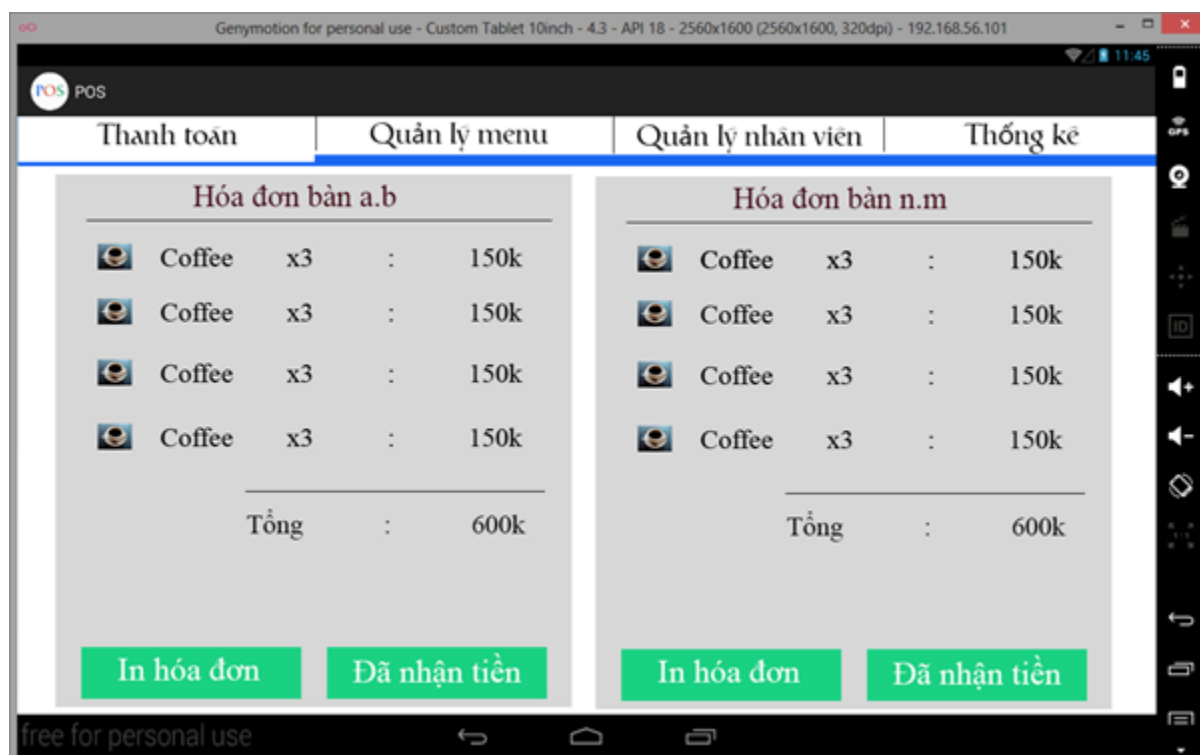 Genymotion for personal use - Custom Tablet 10inch - 4.3 - API 18 - 2560x1600 (2560x1600, 320dpi) - 192.168.56.101
11:45
POS POS
GPS
Thanh toán Quản lý menu Quản lý nhân viên Thống kê
Hóa đơn bàn a.b
Coffee x3 : 150k
Coffee x3 : 150k
Coffee x3 : 150k
Coffee x3 : 150k
Tổng : 600k
In hóa đơn Đã nhận tiền
Hóa đơn bàn n.m
Coffee x3 : 150k
Coffee x3 : 150k
Coffee x3 : 150k
Coffee x3 : 150k
Tổng : 600k
In hóa đơn Đã nhận tiền
ID
1:1
free for personal use